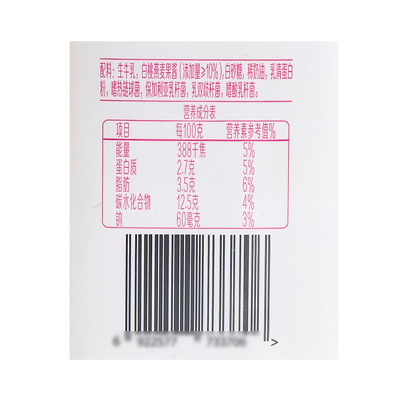 配料：生牛乳，白桃燕麦果酱（添加量≥10%），白砂糖，稀奶油，乳清蛋白
粉，嗜热链球菌，保加利亚乳杆菌，乳双歧杆菌，嗜酸乳杆菌。
营养成分表
项目 每100克 营养素参考值%
能量 388千焦 5%
蛋白质 2.7克 5%
脂肪 3.5克 6%
碳水化合物 12.5克 4%
钠 60毫克 3%
6 922577 733706 >